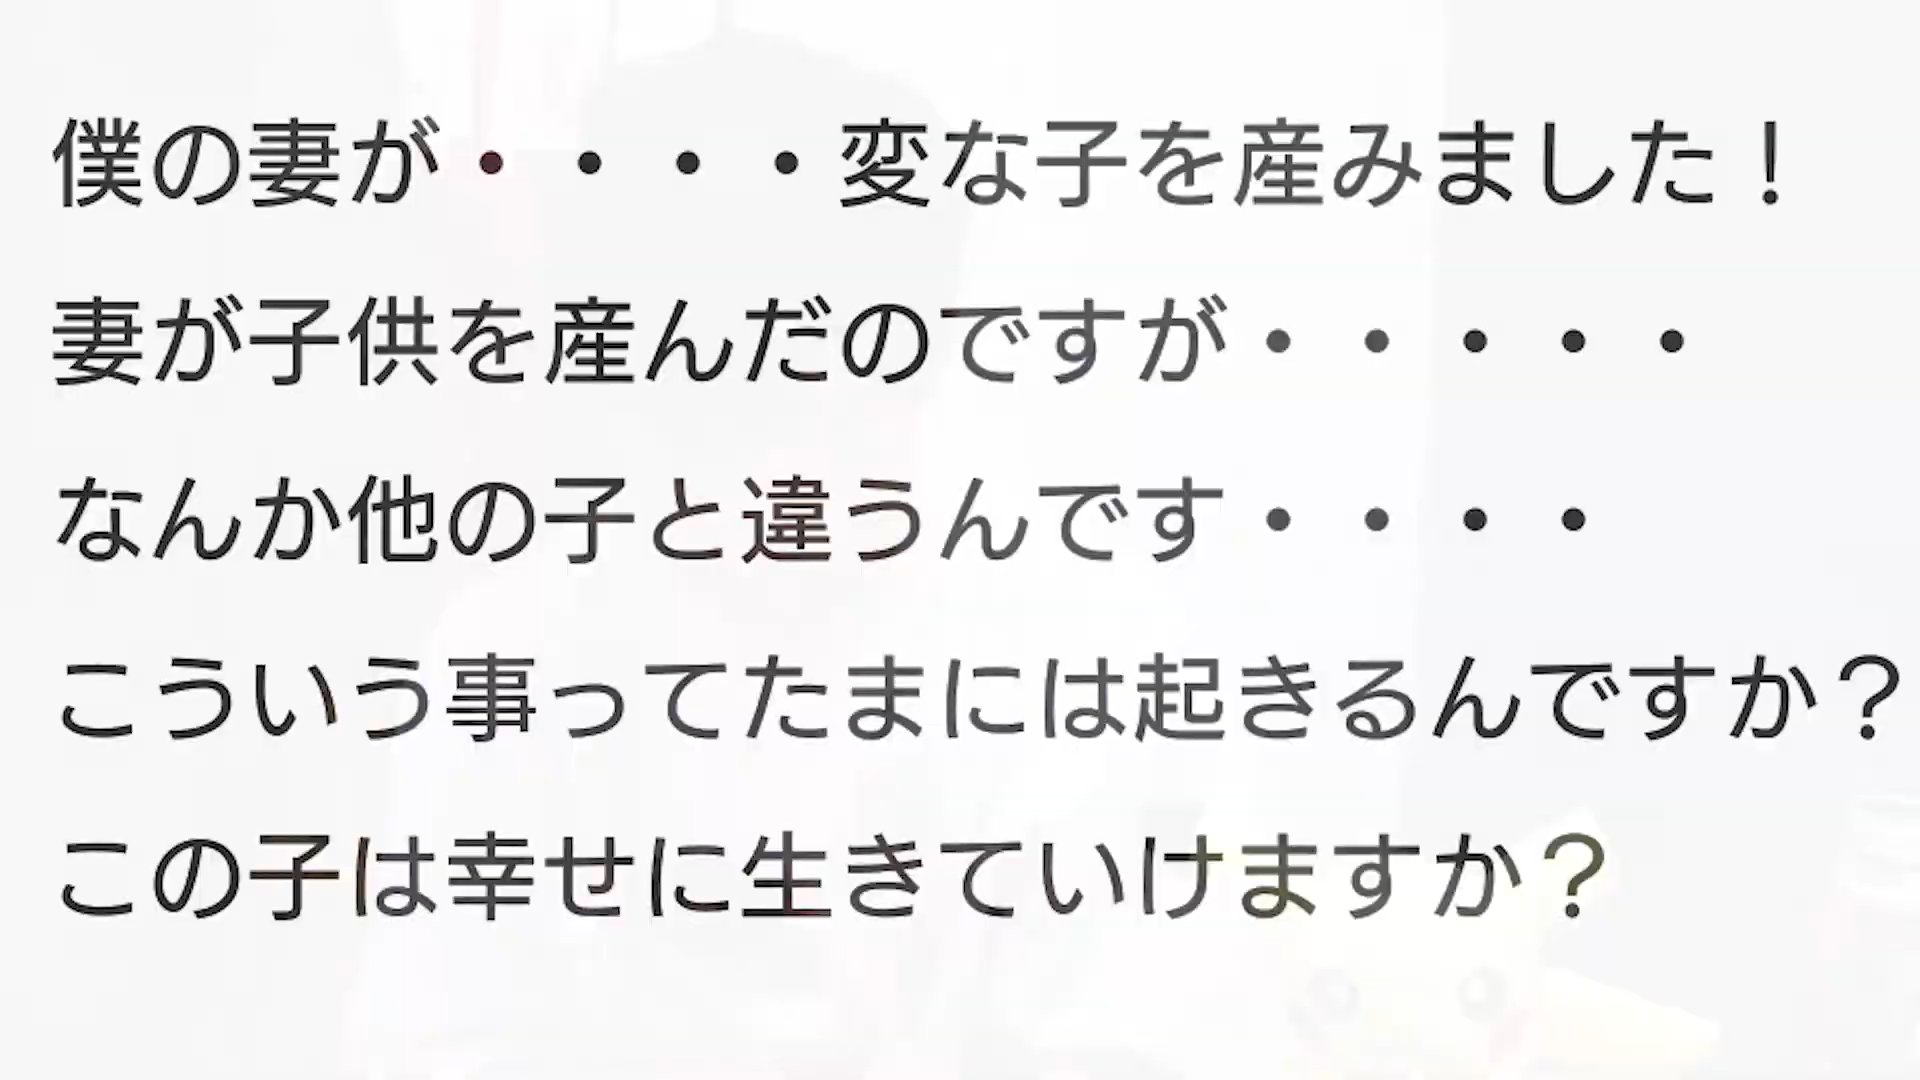 僕の妻が・・・・変な子を産みました！
妻が子供を産んだのですが・・・・・
なんか他の子と違うんです・・・・
こういう事ってたまには起きるんですか？
この子は幸せに生きていけますか？